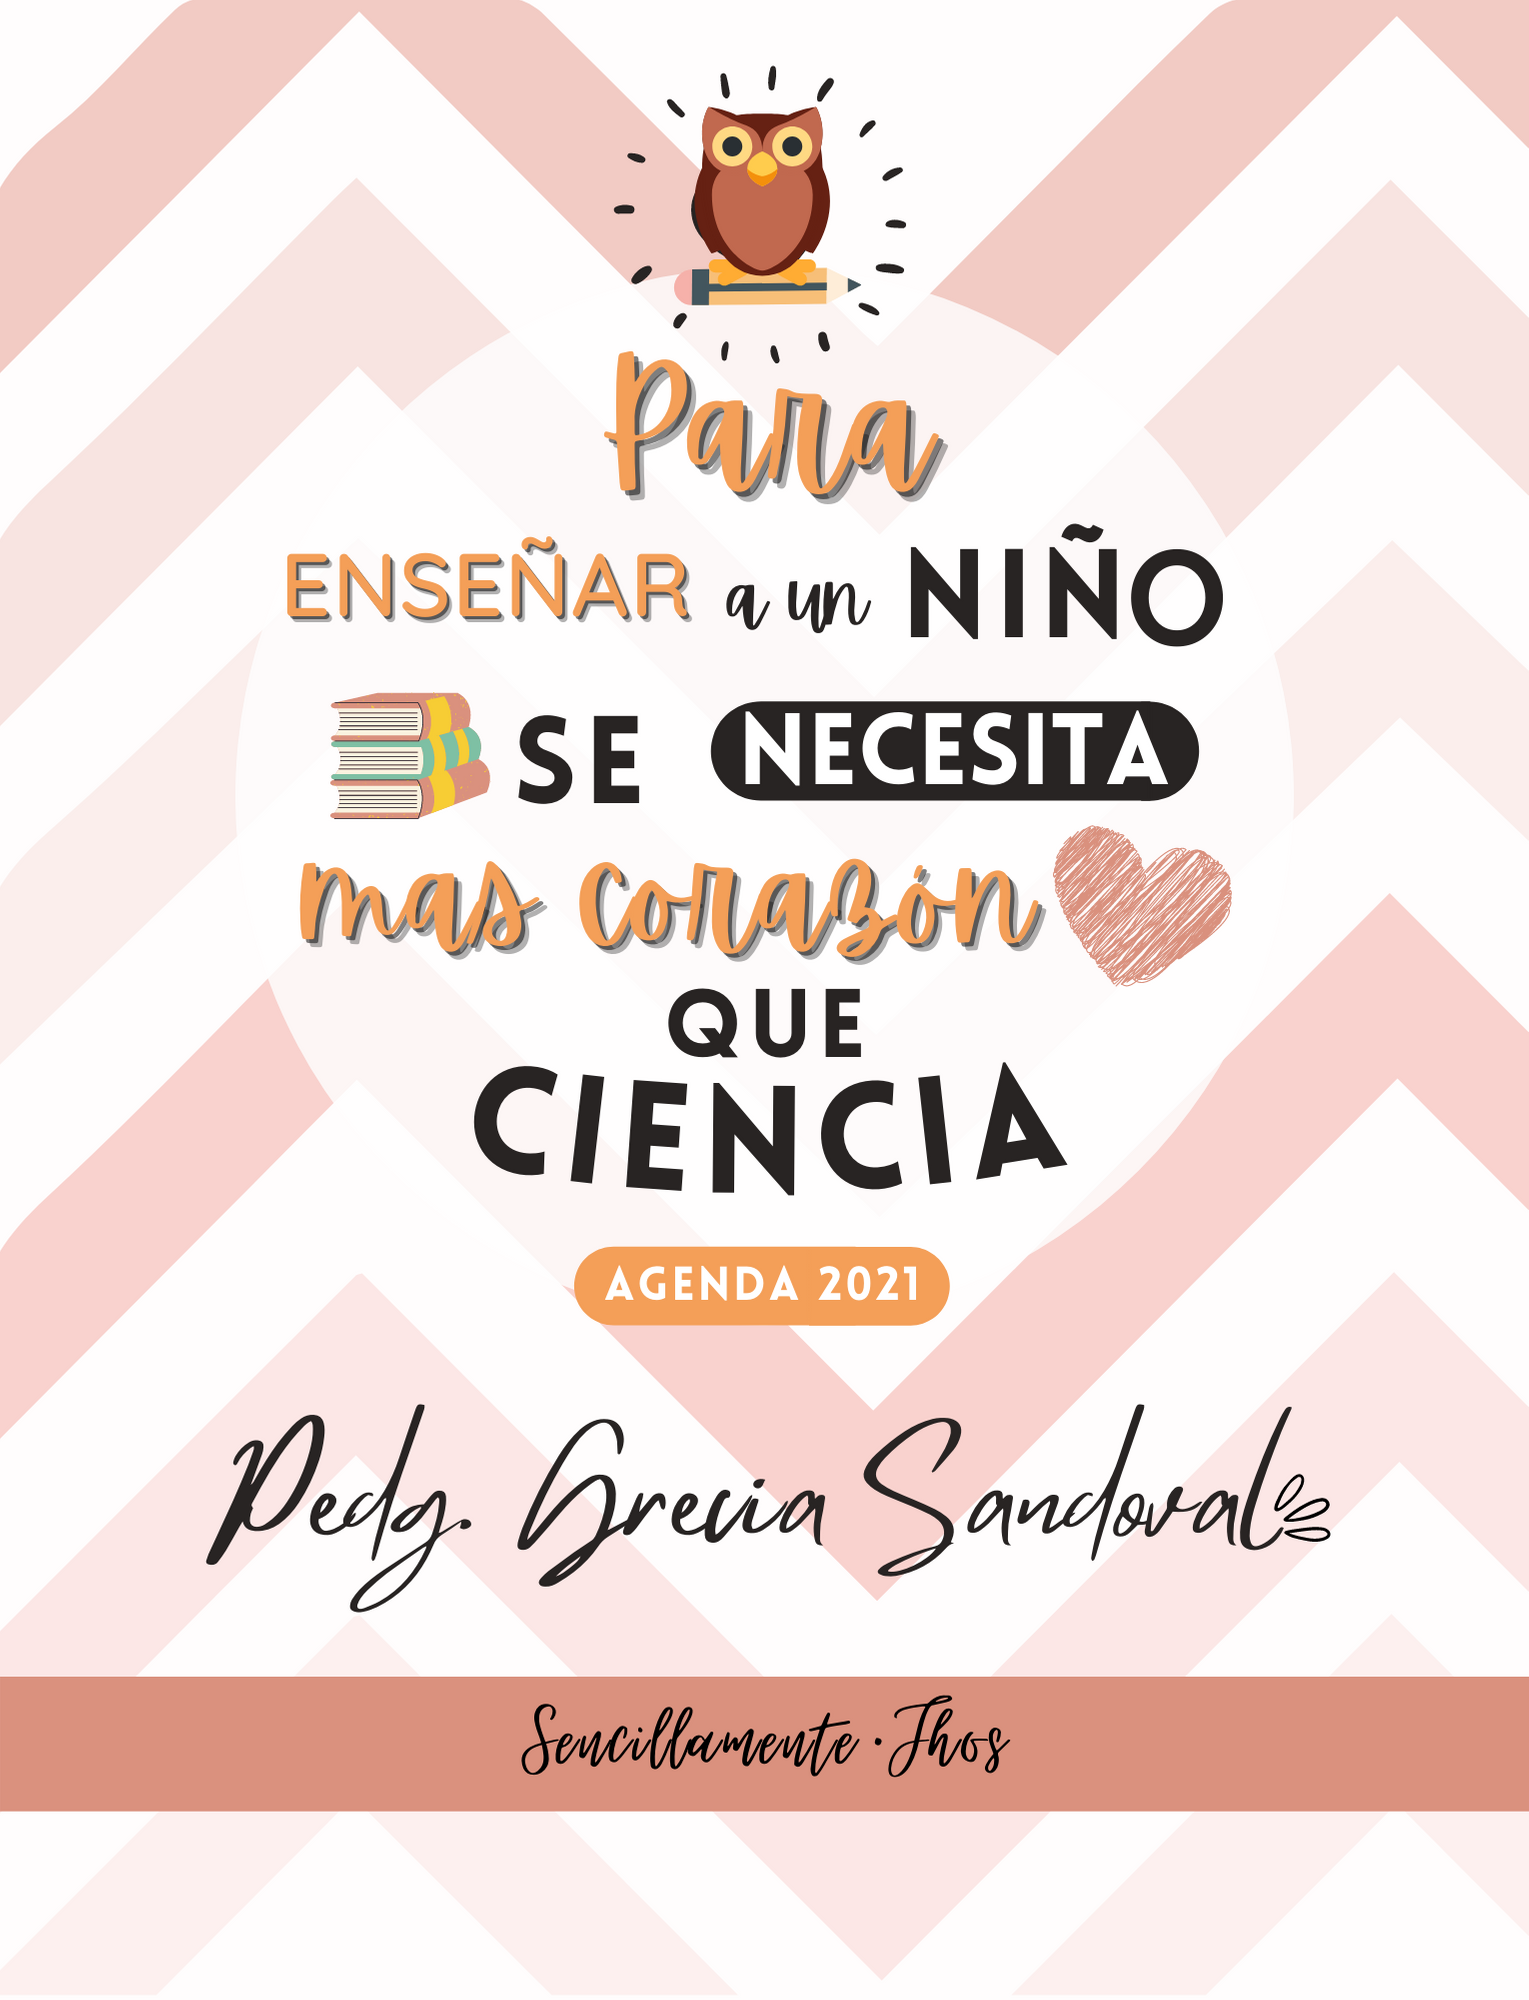 Para
ENSEÑAR a un NIÑO
SE NECESITA
mas corazón
QUE
CIENCIA
AGENDA 2021
Pedg. Grecia Sandoval
Sencillamente • Jhos